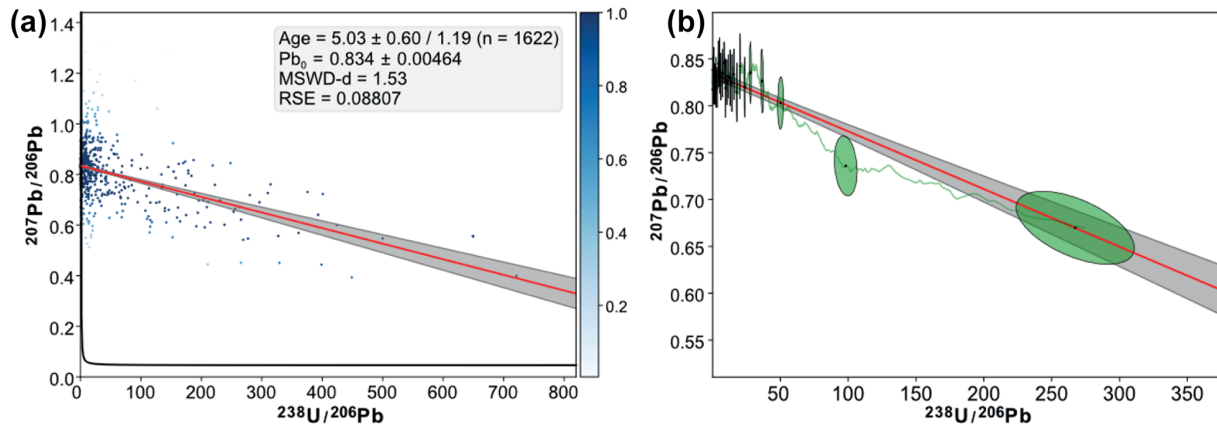 (a)
1.4
1.2
1.0
0.8
0.6
0.4
0.2
0.0
²⁰⁷Pb/²⁰⁶Pb
Age = 5.03 ± 0.60 / 1.19 (n = 1622)
Pb₀ = 0.834 ± 0.00464
MSWD-d = 1.53
RSE = 0.08807
0 100 200 300 400 500 600 700 800
²³⁸U/²⁰⁶Pb
1.0
0.8
0.6
0.4
0.2
(b)
0.85
0.80
0.75
0.70
0.65
0.60
0.55
²⁰⁷Pb/²⁰⁶Pb
50 100 150 200 250 300 350
²³⁸U/²⁰⁶Pb